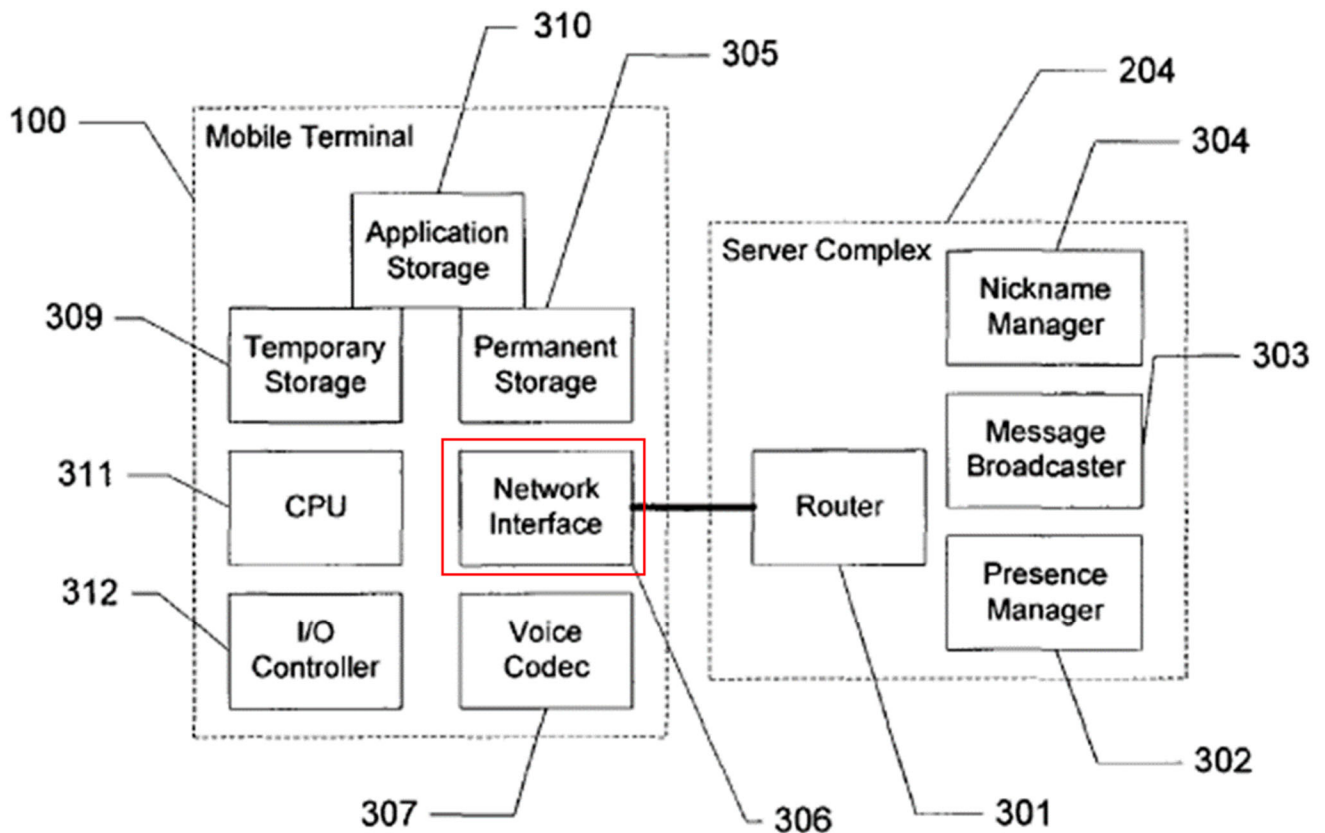 310
305
204
100
Mobile Terminal
304
Application
Storage
Server Complex
Nickname
Manager
309
Temporary
Storage
Permanent
Storage
303
Message
Broadcaster
311
CPU
Network
Interface
Router
312
I/O
Controller
Voice
Codec
Presence
Manager
302
307
306
301